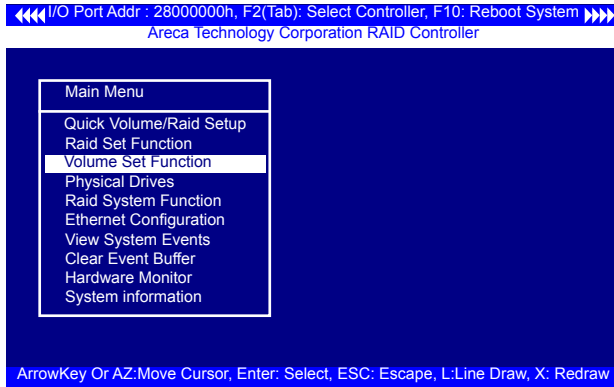 I/O Port Addr : 28000000h, F2(Tab): Select Controller, F10: Reboot System
Areca Technology Corporation RAID Controller
Main Menu
Quick Volume/Raid Setup
Raid Set Function
Volume Set Function
Physical Drives
Raid System Function
Ethernet Configuration
View System Events
Clear Event Buffer
Hardware Monitor
System information
ArrowKey Or AZ:Move Cursor, Enter: Select, ESC: Escape, L:Line Draw, X: Redraw